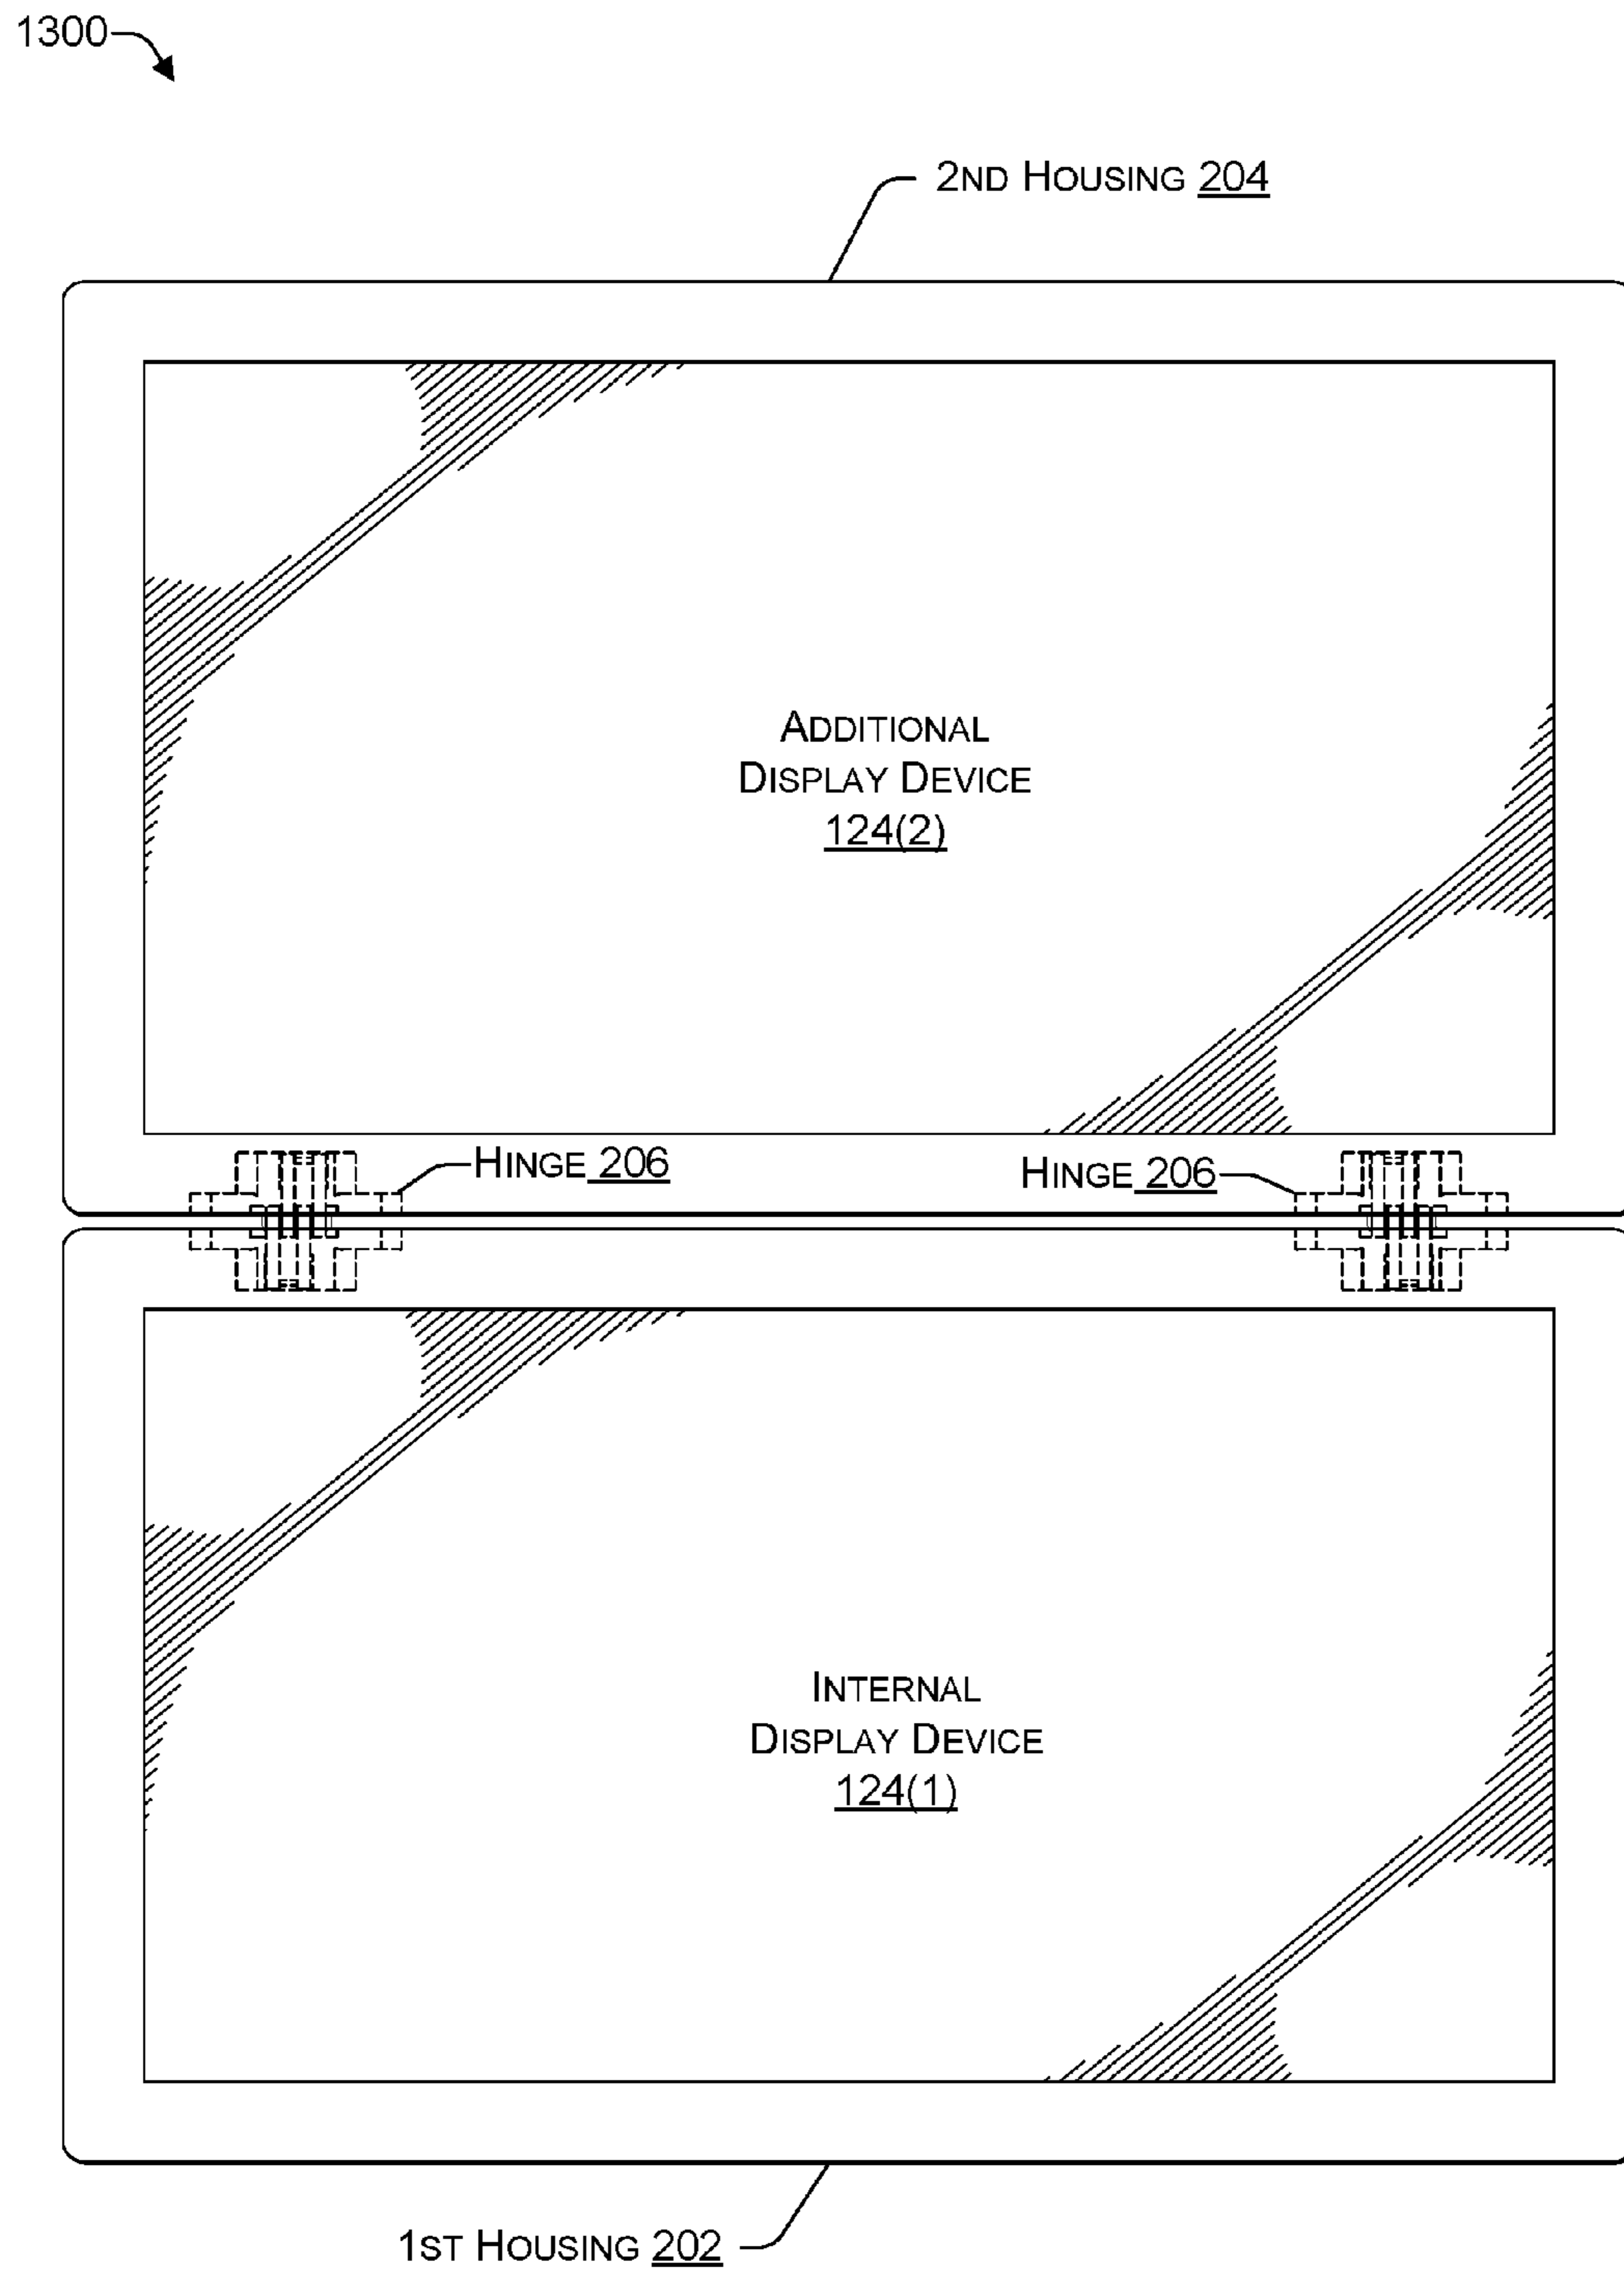 1300
2ND HOUSING 204
ADDITIONAL
DISPLAY DEVICE
124(2)
HINGE 206
HINGE 206
INTERNAL
DISPLAY DEVICE
124(1)
1ST HOUSING 202